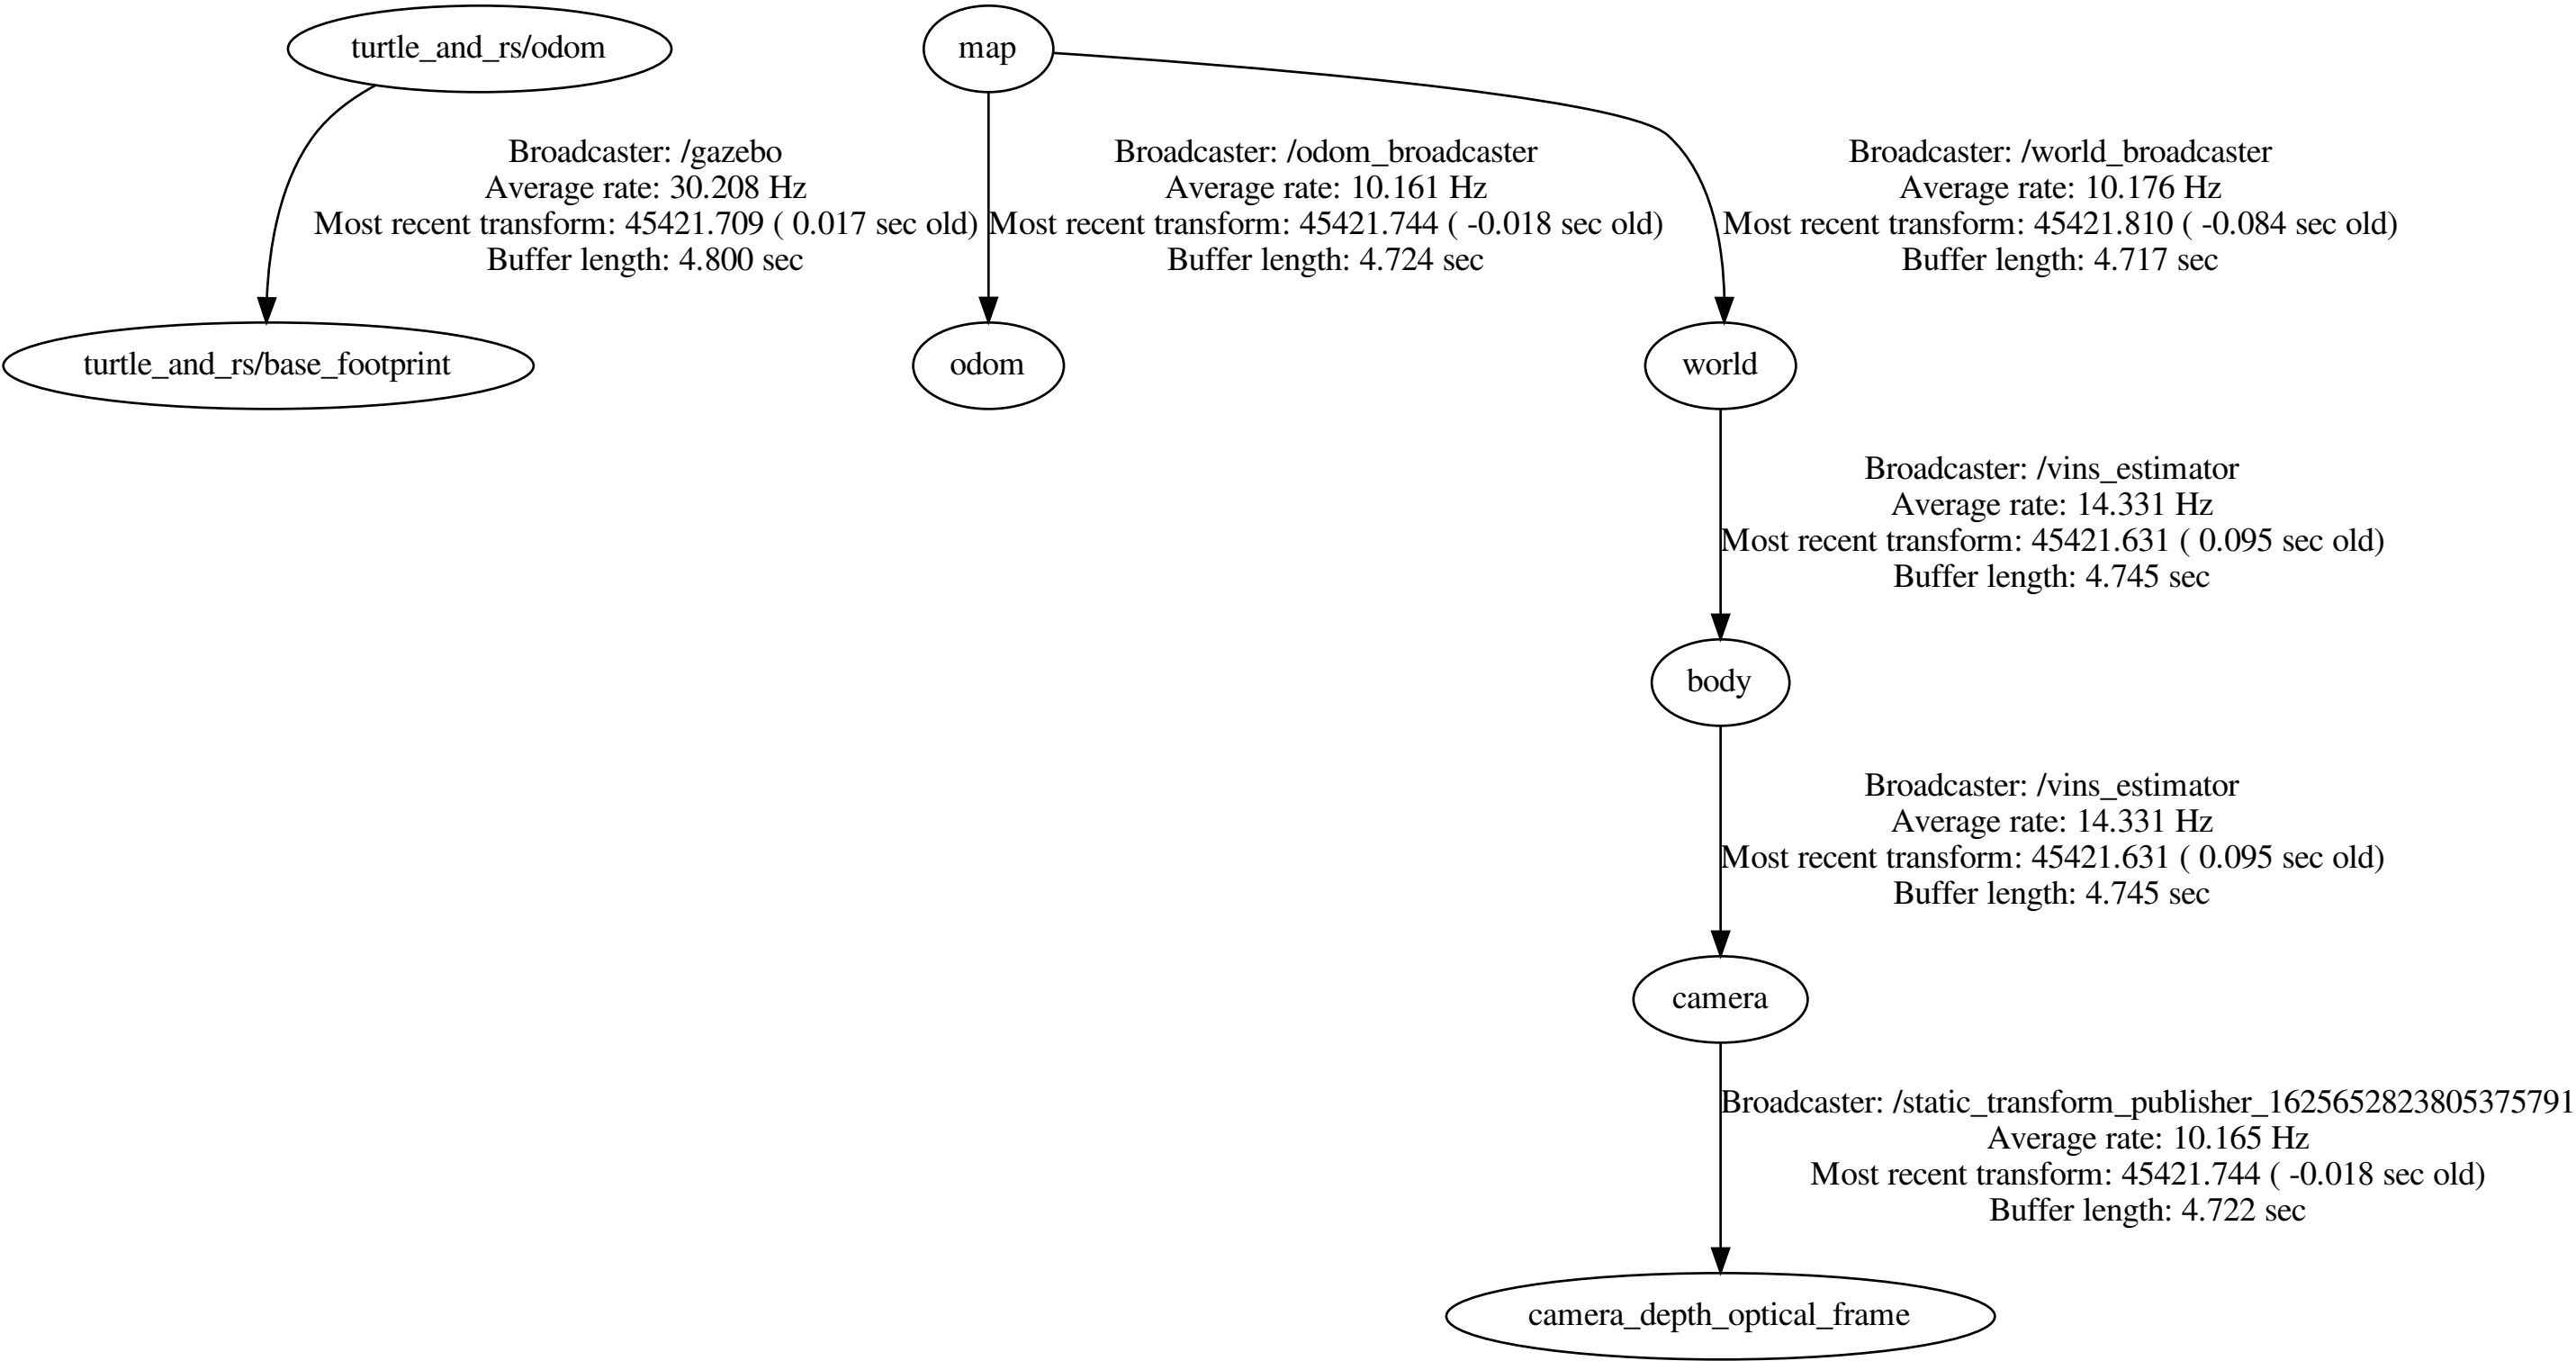 turtle_and_rs/odom
map
Broadcaster: /gazebo
Average rate: 30.208 Hz
Most recent transform: 45421.709 ( 0.017 sec old)
Buffer length: 4.800 sec
Broadcaster: /odom_broadcaster
Average rate: 10.161 Hz
Most recent transform: 45421.744 ( -0.018 sec old)
Buffer length: 4.724 sec
Broadcaster: /world_broadcaster
Average rate: 10.176 Hz
Most recent transform: 45421.810 ( -0.084 sec old)
Buffer length: 4.717 sec
turtle_and_rs/base_footprint
odom
world
Broadcaster: /vins_estimator
Average rate: 14.331 Hz
Most recent transform: 45421.631 ( 0.095 sec old)
Buffer length: 4.745 sec
body
Broadcaster: /vins_estimator
Average rate: 14.331 Hz
Most recent transform: 45421.631 ( 0.095 sec old)
Buffer length: 4.745 sec
camera
Broadcaster: /static_transform_publisher_1625652823805375791
Average rate: 10.165 Hz
Most recent transform: 45421.744 ( -0.018 sec old)
Buffer length: 4.722 sec
camera_depth_optical_frame